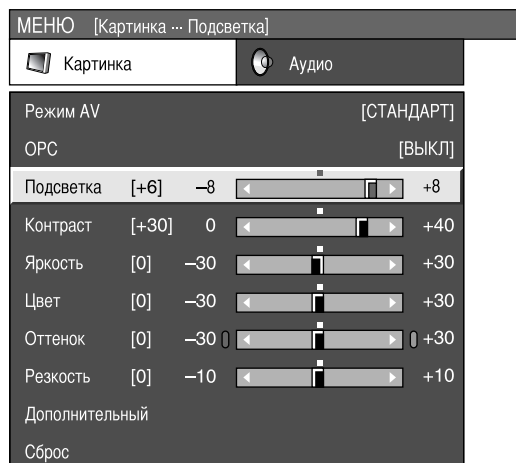 МЕНЮ [Картинка ... Подсветка]
Картинка Аудио
Режим AV [СТАНДАРТ]
OPC [ВЫКЛ]
Подсветка [+6] –8 +8
Контраст [+30] 0 +40
Яркость [0] –30 +30
Цвет [0] –30 +30
Оттенок [0] –30 +30
Резкость [0] –10 +10
Дополнительный
Сброс